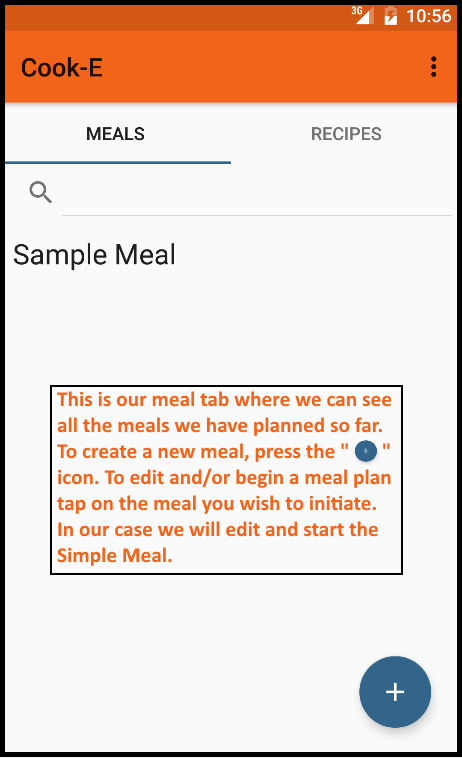 3G 10:56
Cook-E
MEALS RECIPES
Sample Meal
This is our meal tab where we can see
all the meals we have planned so far.
To create a new meal, press the " + "
icon. To edit and/or begin a meal plan
tap on the meal you wish to initiate.
In our case we will edit and start the
Simple Meal.
+